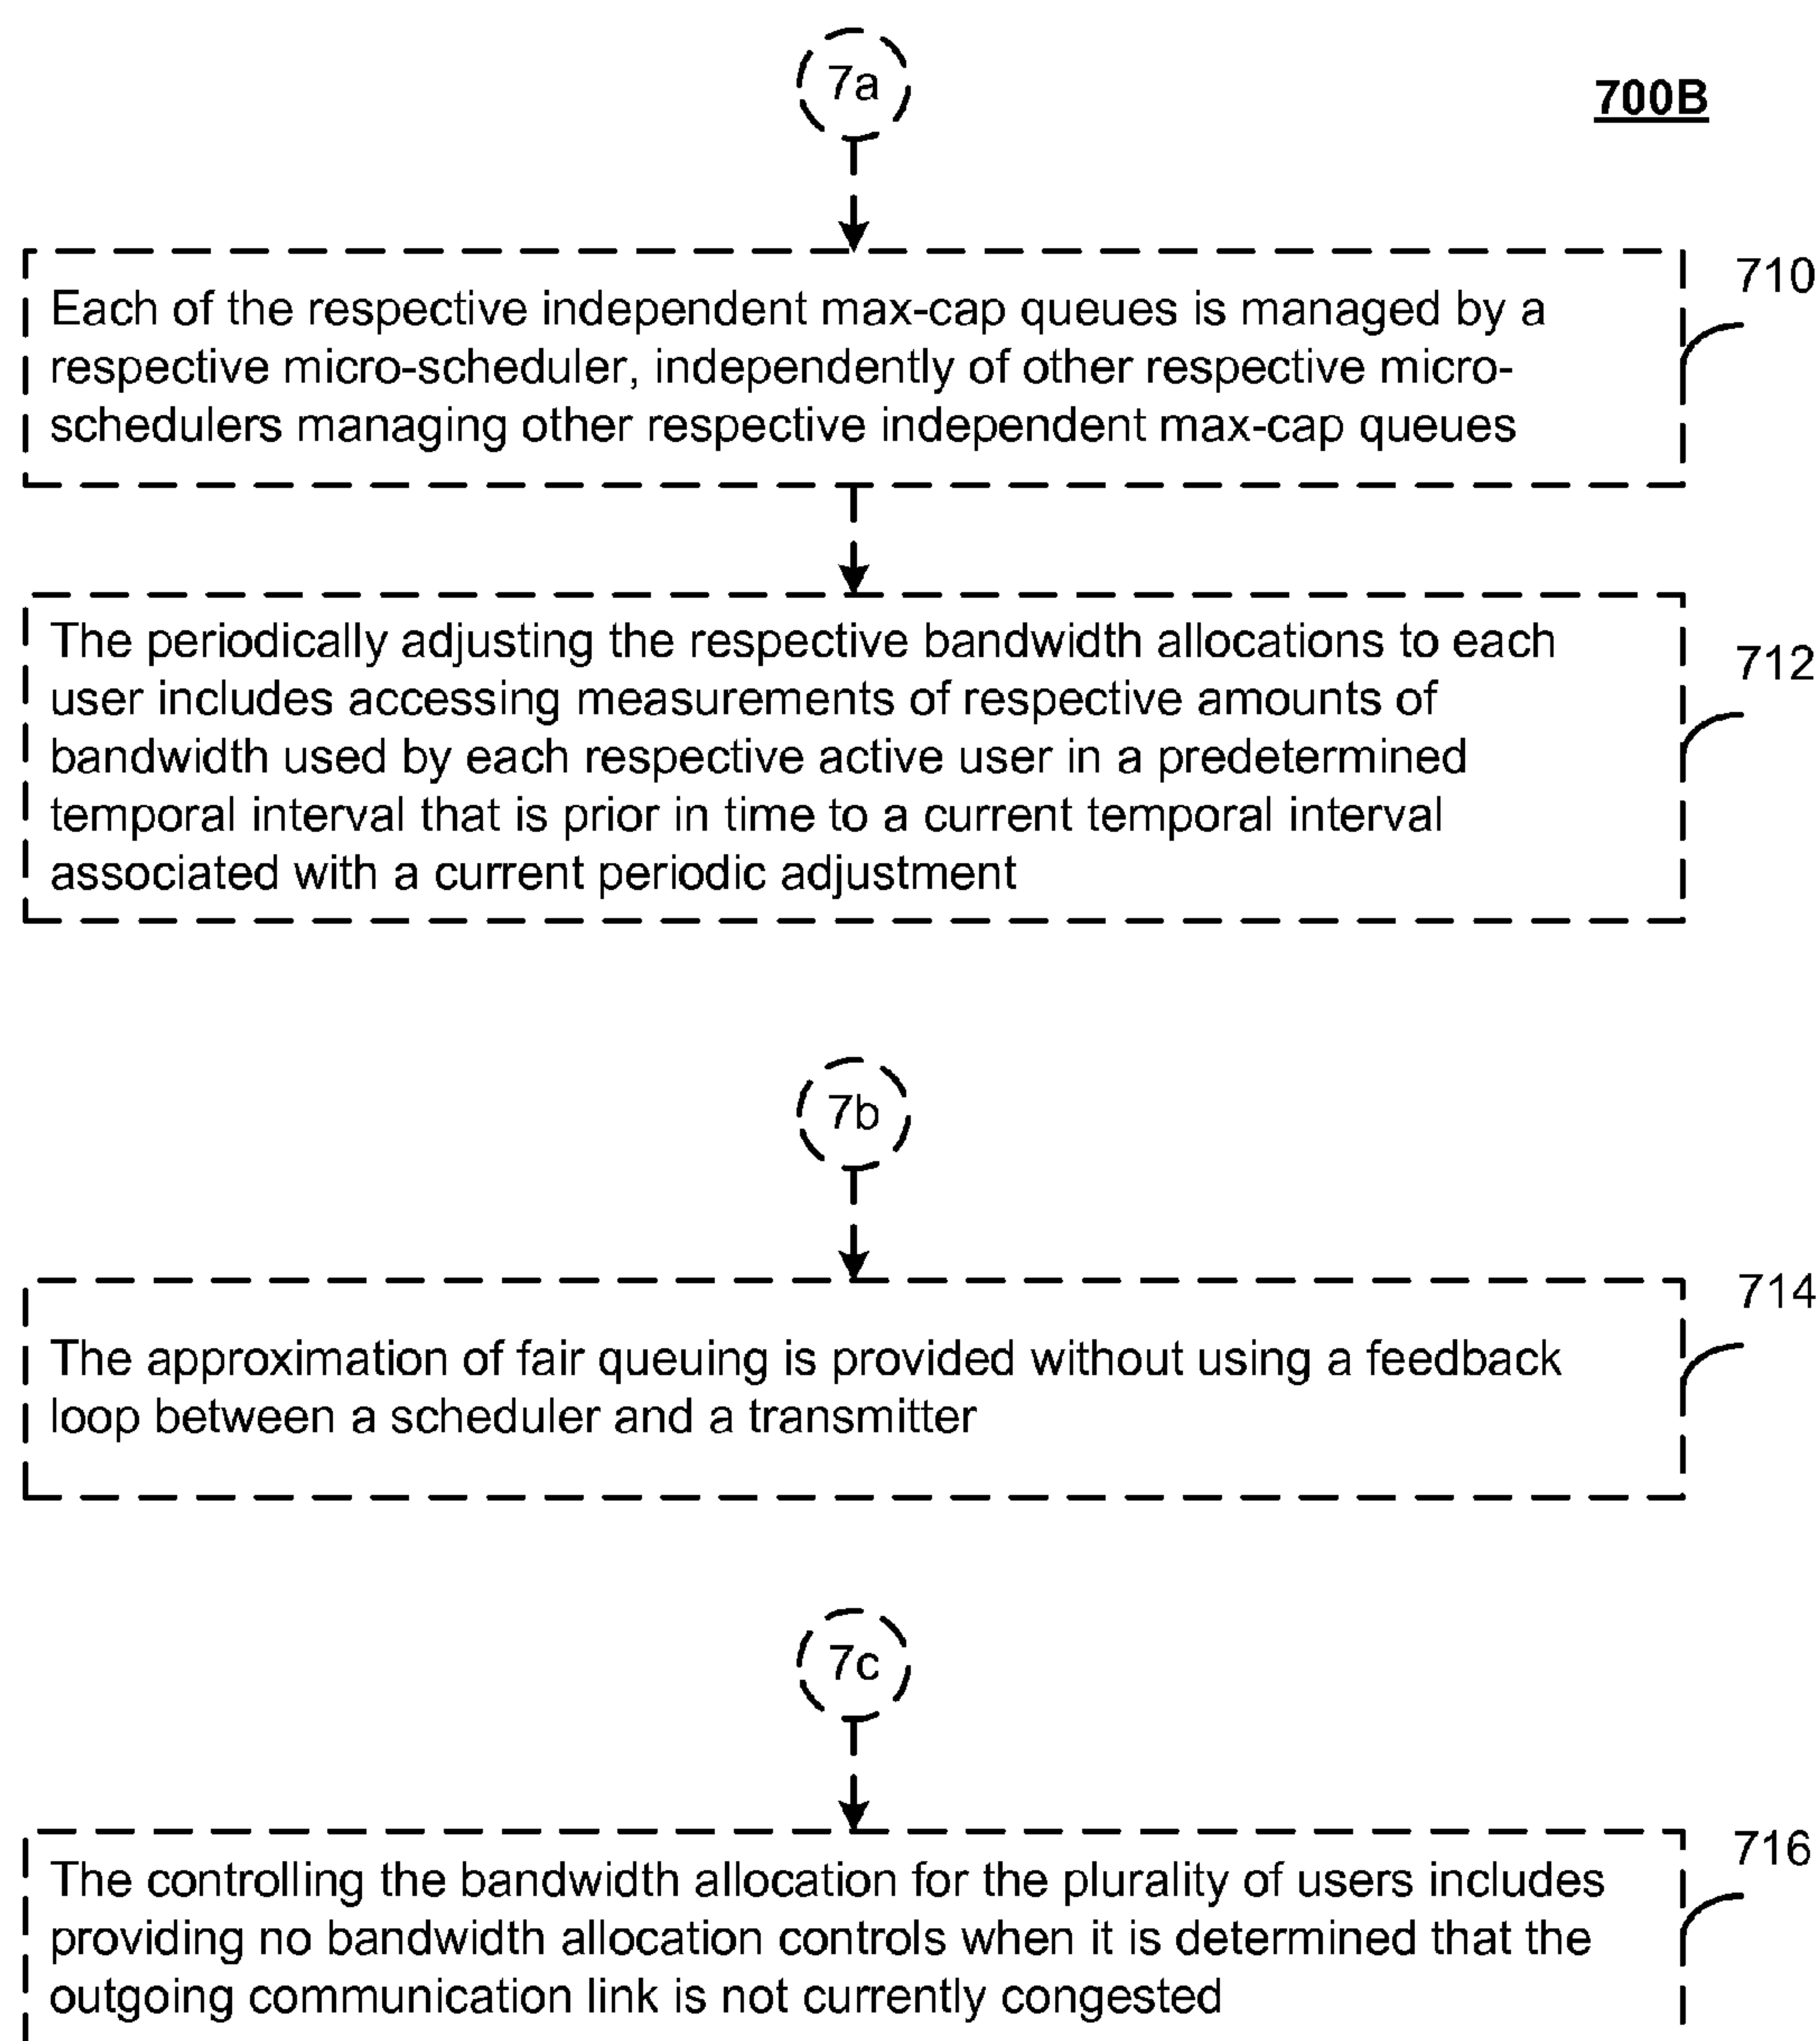 7a
700B
710
Each of the respective independent max-cap queues is managed by a
respective micro-scheduler, independently of other respective micro-
schedulers managing other respective independent max-cap queues
The periodically adjusting the respective bandwidth allocations to each
712
user includes accessing measurements of respective amounts of
bandwidth used by each respective active user in a predetermined
temporal interval that is prior in time to a current temporal interval
associated with a current periodic adjustment
7b
714
The approximation of fair queuing is provided without using a feedback
loop between a scheduler and a transmitter
7c
716
The controlling the bandwidth allocation for the plurality of users includes
providing no bandwidth allocation controls when it is determined that the
outgoing communication link is not currently congested